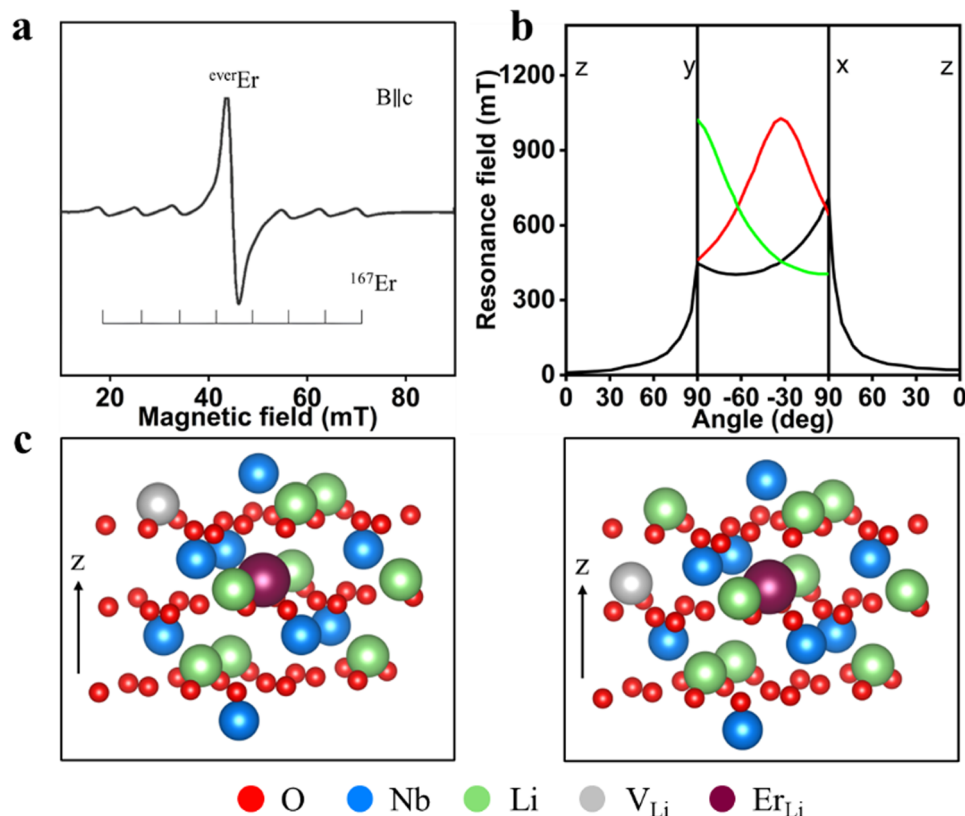 a
b
everEr
B||c
167Er
20 40 60 80
Magnetic field (mT)
Resonance field (mT)
1200
900
600
300
0
z y x z
0 30 60 90 -60 -30 90 60 30 0
Angle (deg)
c
z
z
O Nb Li VLi ErLi